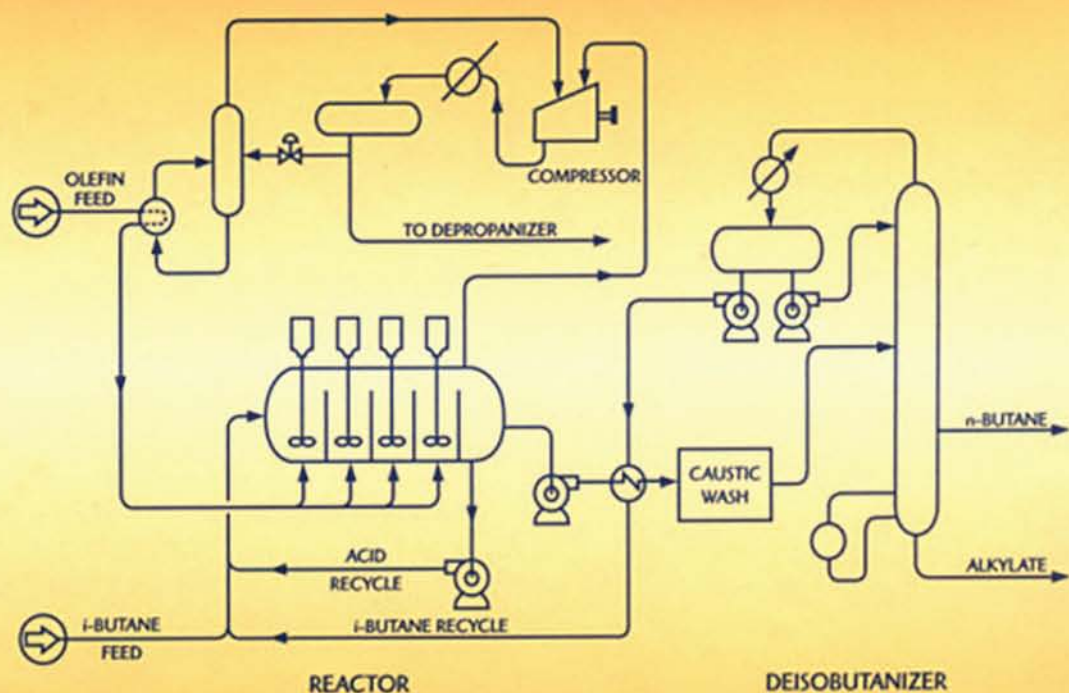 COMPRESSOR
OLEFIN
FEED
TO DEPROPANIZER
n-BUTANE
CAUSTIC
WASH
ACID
RECYCLE
ALKYLATE
i-BUTANE
FEED
i-BUTANE RECYCLE
REACTOR
DEISOBUTANIZER